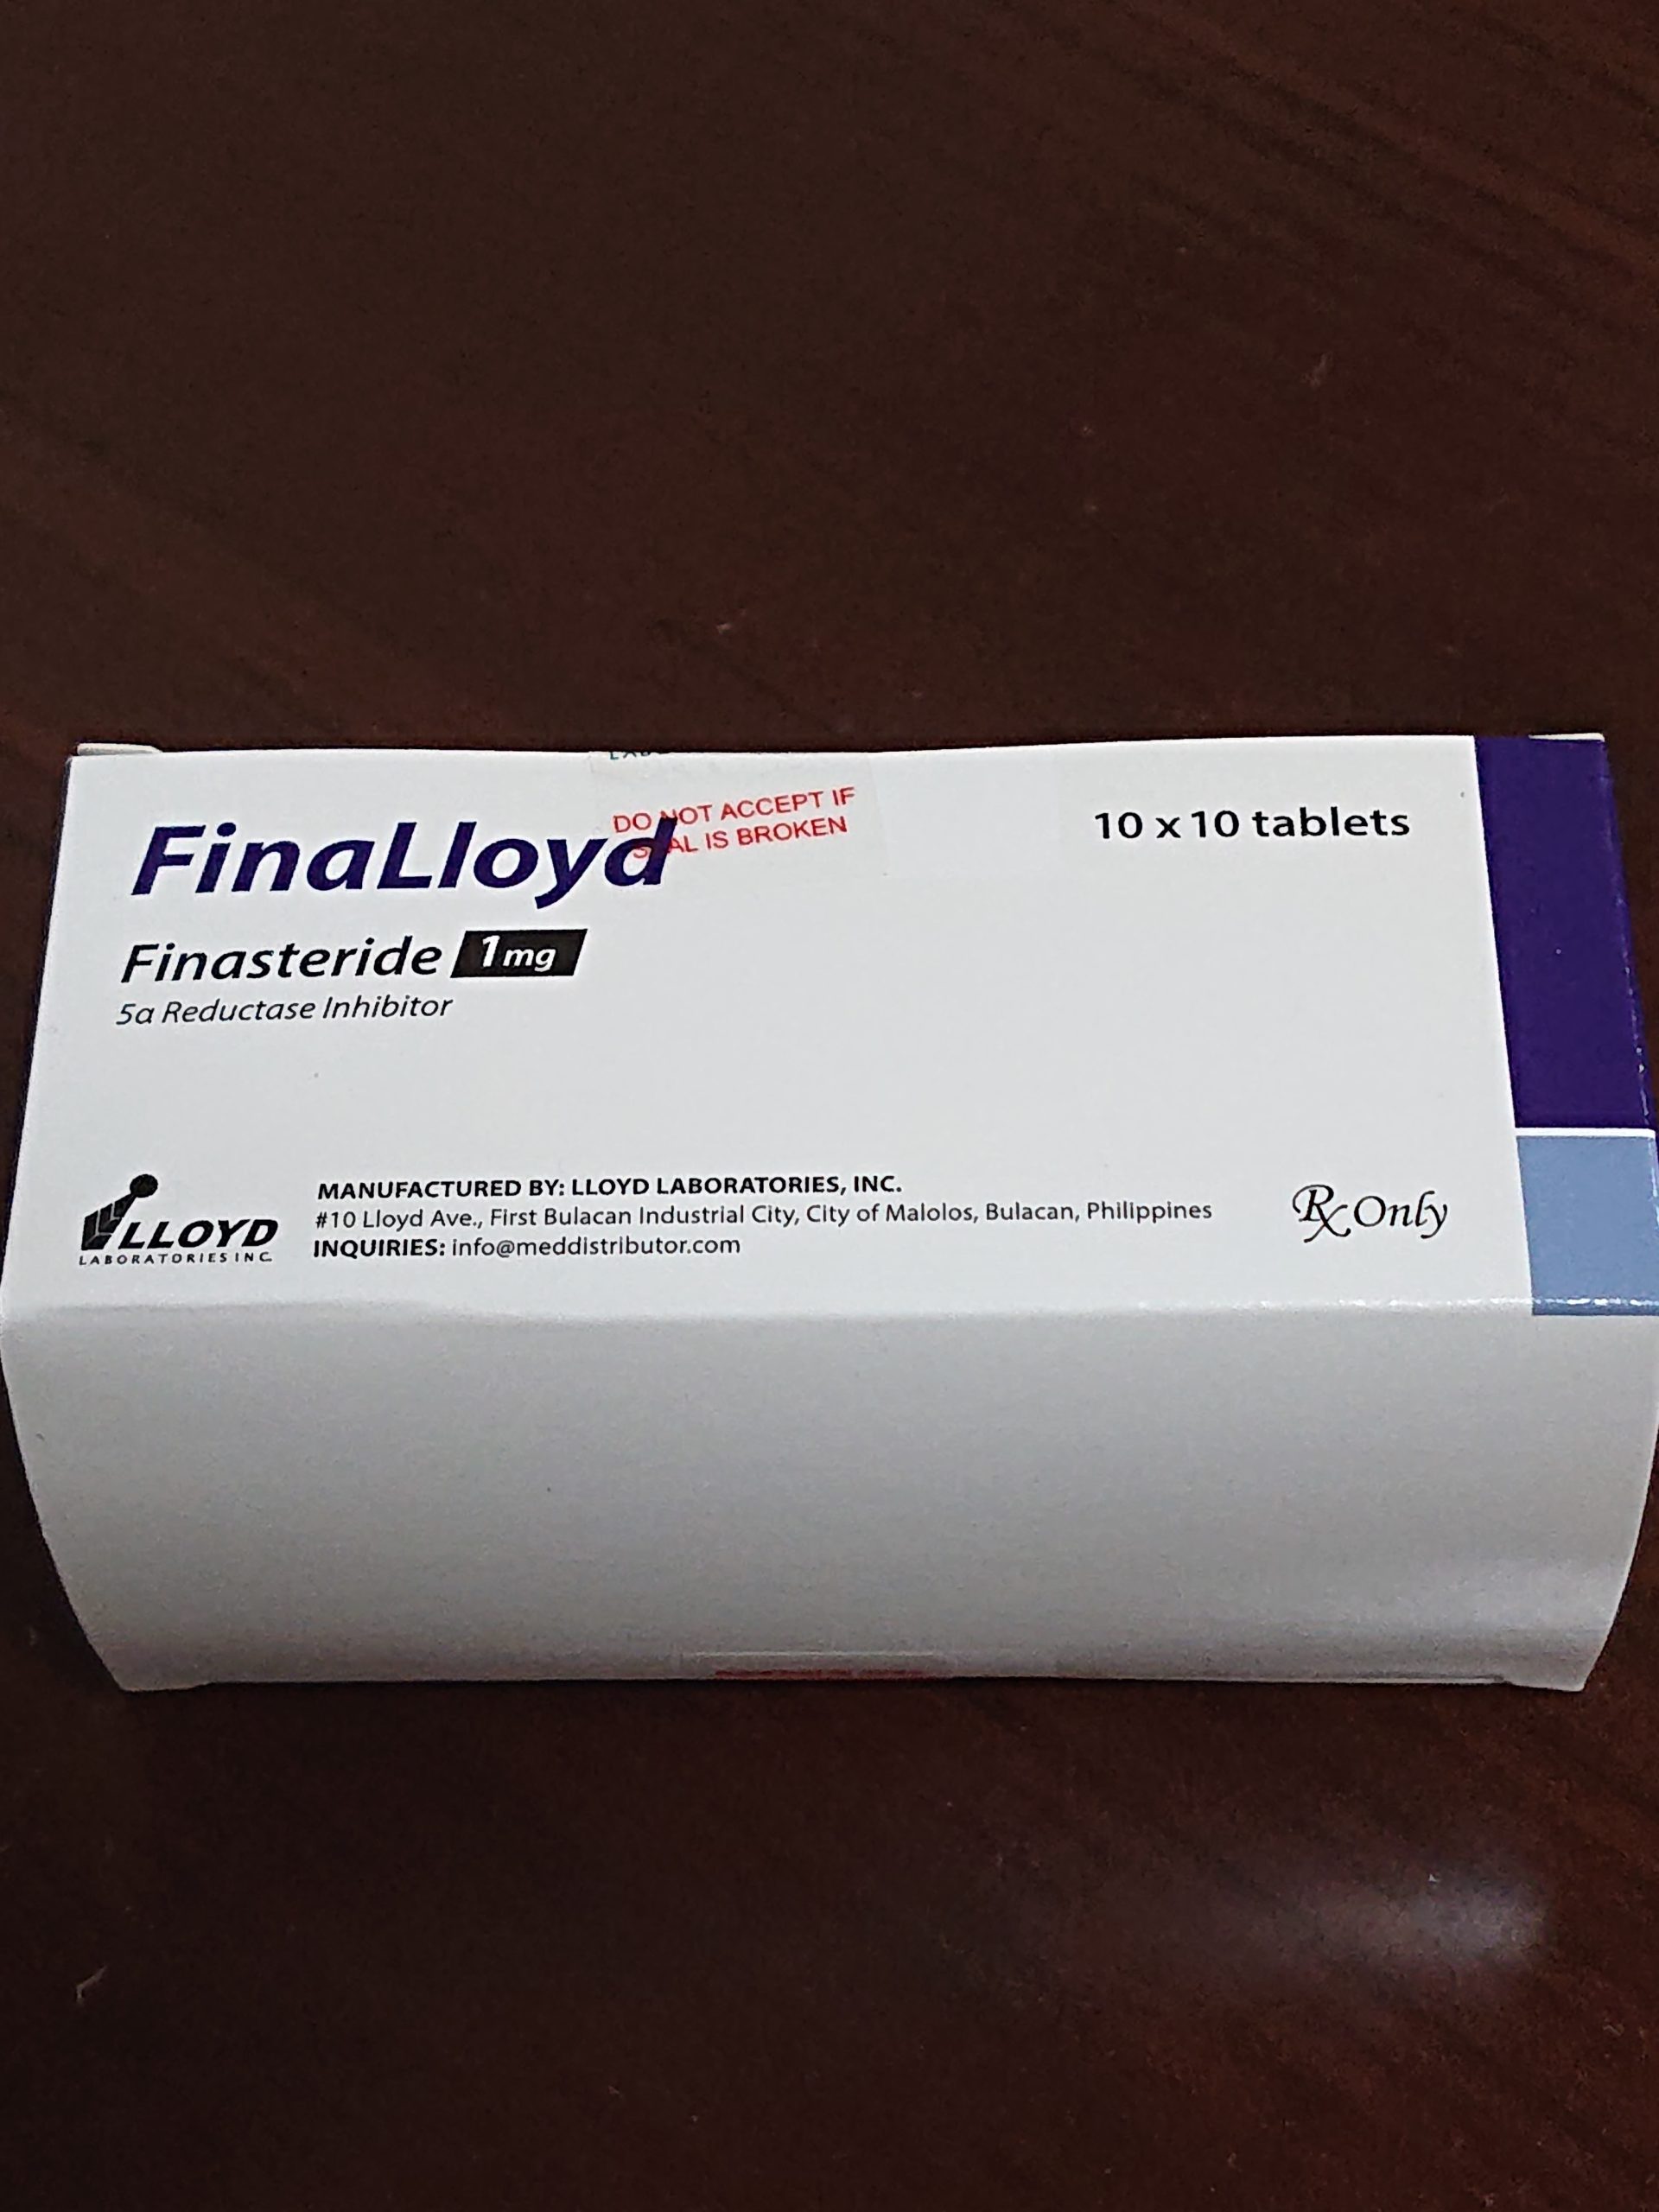 DO NOT ACCEPT IF
SEAL IS BROKEN
10 x 10 tablets
FinaLloyd
Finasteride 1mg
5α Reductase Inhibitor
LLOYD
LABORATORIES INC.
MANUFACTURED BY: LLOYD LABORATORIES, INC.
#10 Lloyd Ave., First Bulacan Industrial City, City of Malolos, Bulacan, Philippines
INQUIRIES: info@meddistributor.com
Rx Only